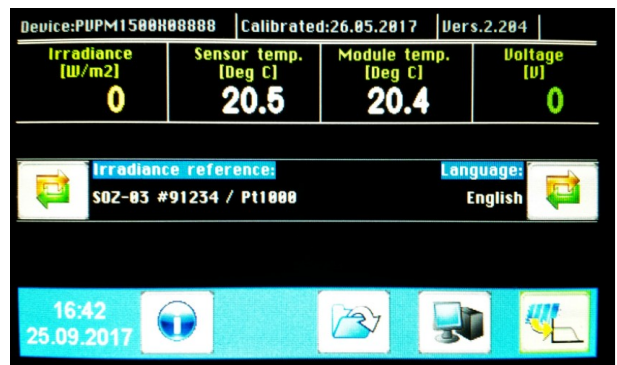 Device:PVPM1500X08888 Calibrated:26.05.2017 Vers.2.204
Irradiance Sensor temp. Module temp. Voltage
[W/m2] [Deg C] [Deg C] [V]
0 20.5 20.4 0
Irradiance reference: Language:
SOZ-03 #91234 / Pt1000 English
16:42
25.09.2017